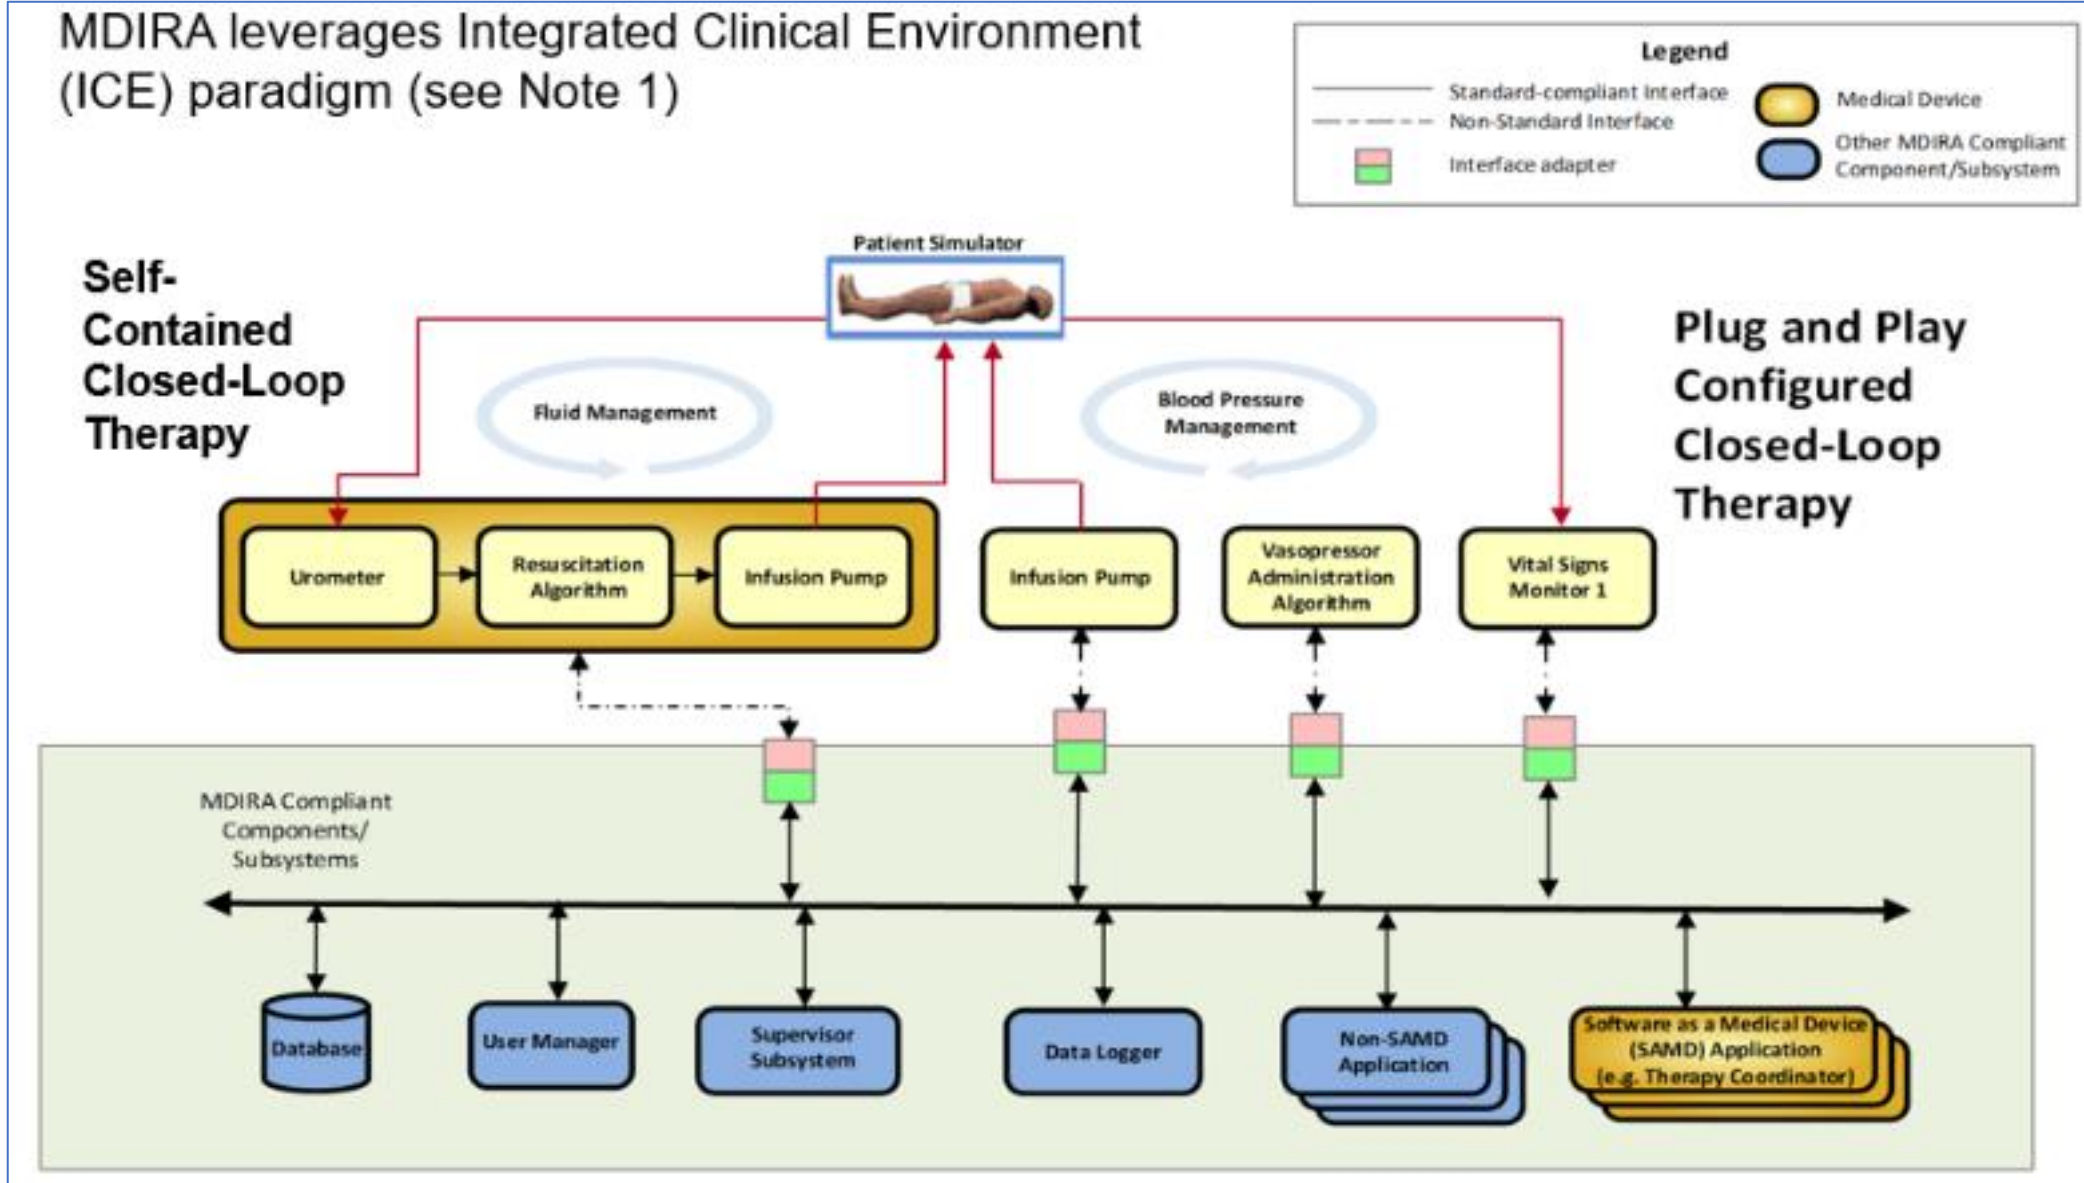 MDIRA leverages Integrated Clinical Environment
(ICE) paradigm (see Note 1)
Legend
Standard-compliant Interface
Non-Standard Interface
Interface adapter
Medical Device
Other MDIRA Compliant
Component/Subsystem
Patient Simulator
Self-
Contained
Closed-Loop
Therapy
Fluid Management
Blood Pressure
Management
Plug and Play
Configured
Closed-Loop
Therapy
Urometer
Resuscitation
Algorithm
Infusion Pump
Infusion Pump
Vasopressor
Administration
Algorithm
Vital Signs
Monitor 1
MDIRA Compliant
Components/
Subsystems
Database
User Manager
Supervisor
Subsystem
Data Logger
Non-SAMD
Application
Software as a Medical Device
(SAMD) Application
(e.g. Therapy Coordinator)